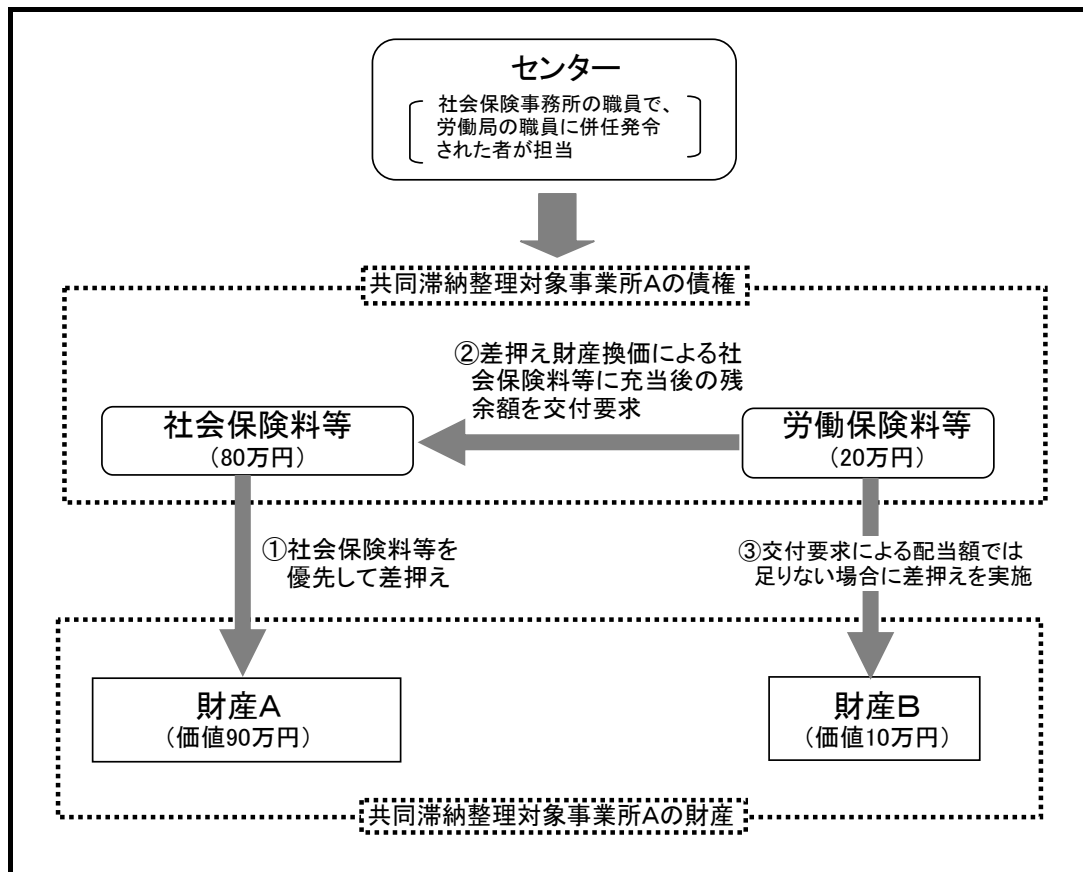 センター
社会保険事務所の職員で、
労働局の職員に併任発令
された者が担当
共同滞納整理対象事業所Aの債権
②差押え財産換価による社
会保険料等に充当後の残
余額を交付要求
社会保険料等
（80万円）
労働保険料等
（20万円）
①社会保険料等を
優先して差押え
③交付要求による配当額では
足りない場合に差押えを実施
財産A
（価値90万円）
財産B
（価値10万円）
共同滞納整理対象事業所Aの財産